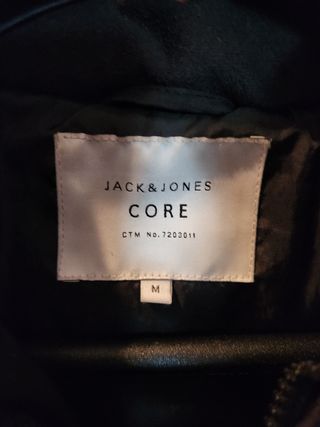 JACK&JONES
CORE
CTM No. 7203011
M